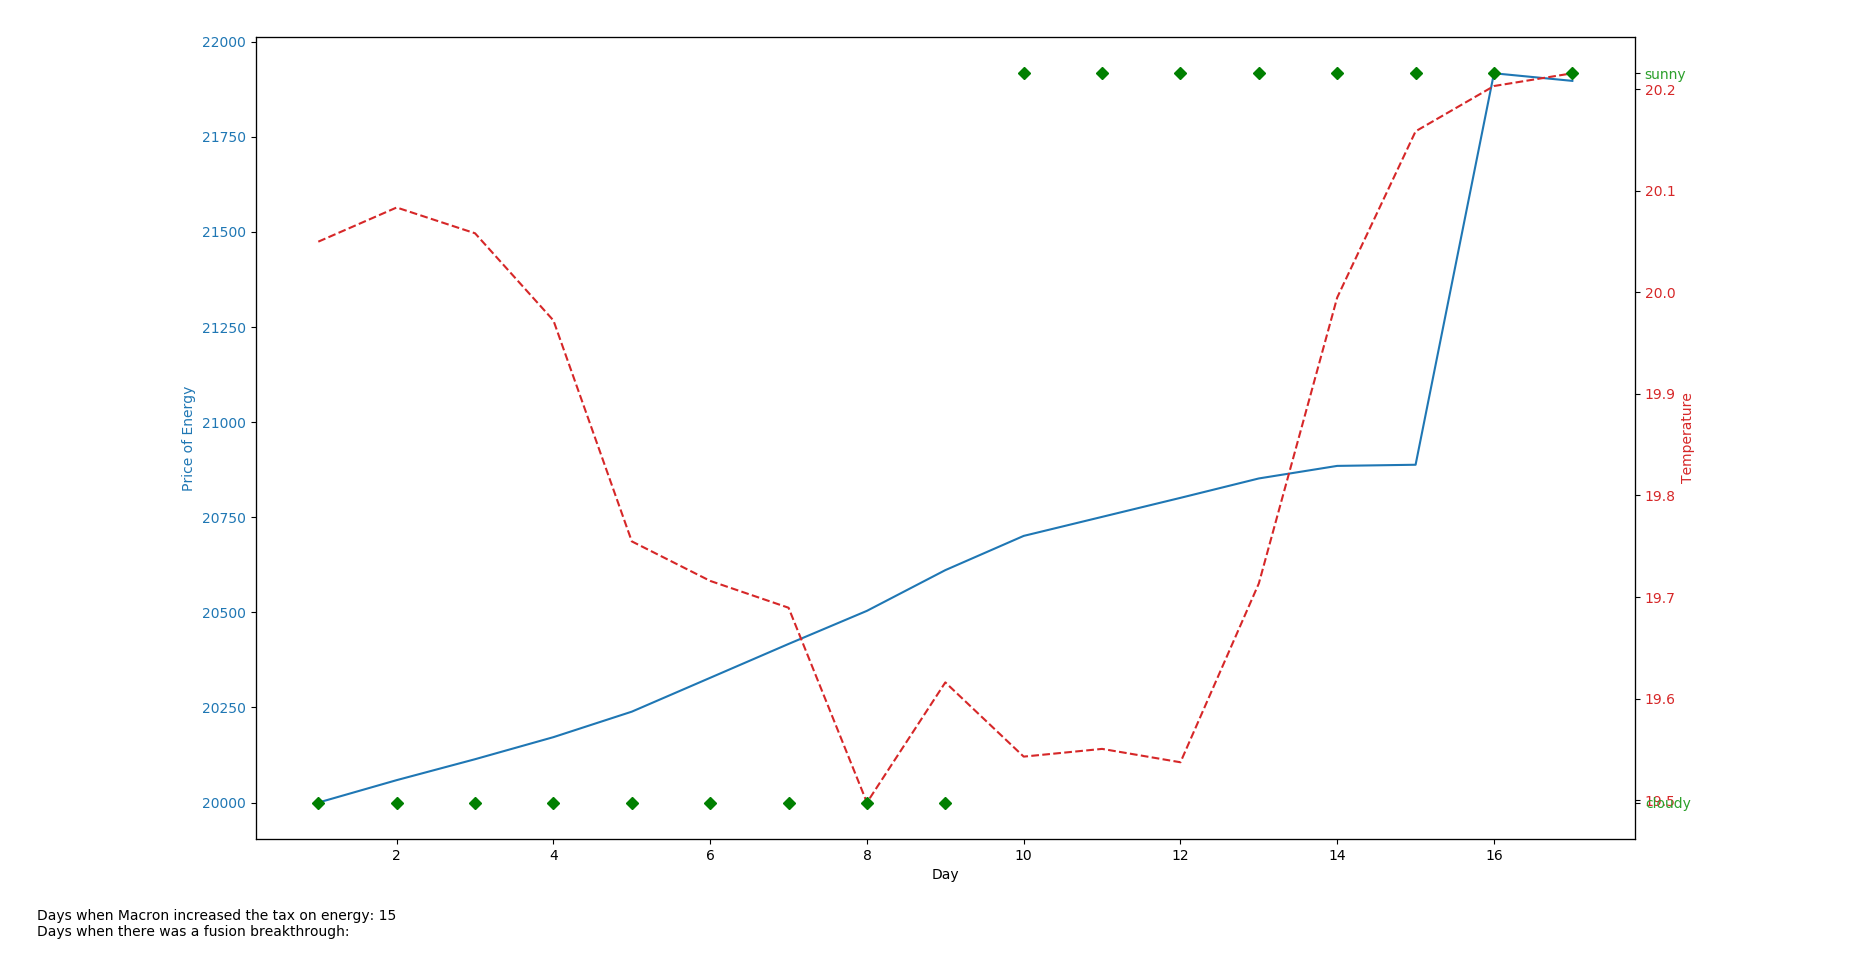 22000
21750
21500
21250
21000
20750
20500
20250
20000
Price of Energy
sunny
20.2
20.1
20.0
19.9
19.8
19.7
19.6
19.5
cloudy
Temperature
2 4 6 8 10 12 14 16
Day
Days when Macron increased the tax on energy: 15
Days when there was a fusion breakthrough: